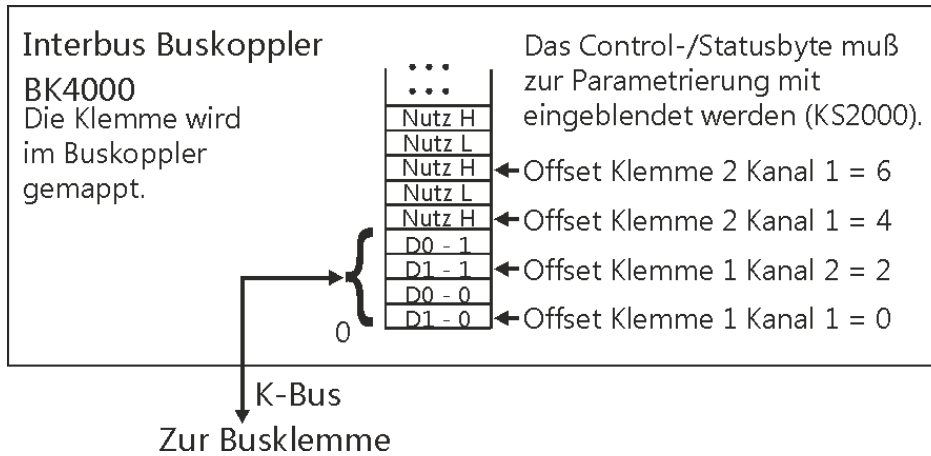 Interbus Buskoppler
BK4000
Die Klemme wird
im Buskoppler
gemappt.
Das Control-/Statusbyte muß
zur Parametrierung mit
eingeblendet werden (KS2000).
•••
•••
Nutz H
Nutz L
Nutz H
Offset Klemme 2 Kanal 1 = 6
Nutz L
Nutz H
Offset Klemme 2 Kanal 1 = 4
D0 - 1
D1 - 1
Offset Klemme 1 Kanal 2 = 2
D0 - 0
D1 - 0
Offset Klemme 1 Kanal 1 = 0
0
K-Bus
Zur Busklemme